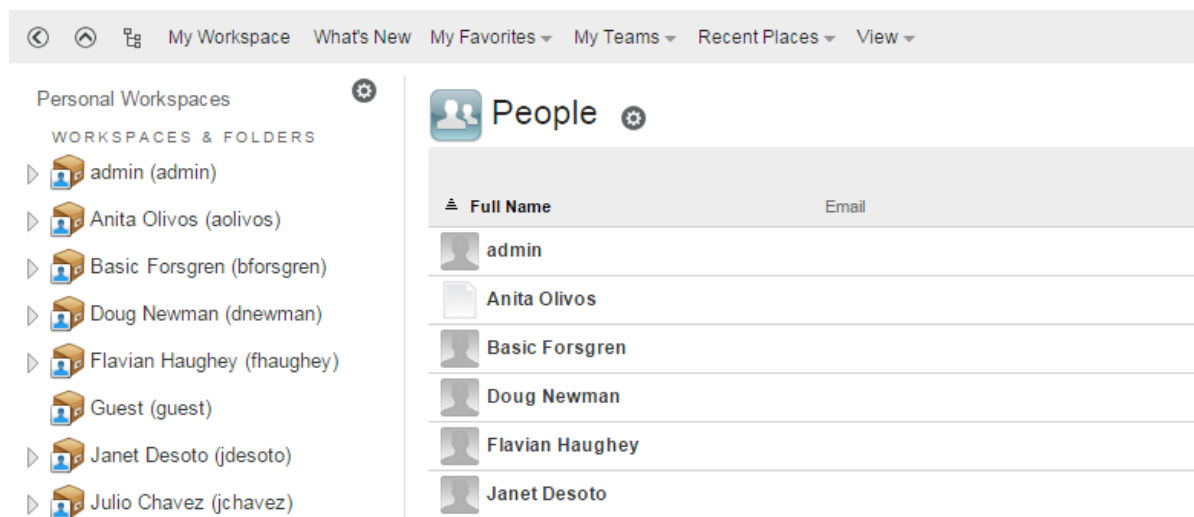 My Workspace What's New My Favorites My Teams Recent Places View
Personal Workspaces
WORKSPACES & FOLDERS
admin (admin)
Anita Olivos (aolivos)
Basic Forsgren (bforsgren)
Doug Newman (dnewman)
Flavian Haughey (fhaughey)
Guest (guest)
Janet Desoto (jdesoto)
Julio Chavez (jchavez)
People
Full Name Email
admin
Anita Olivos
Basic Forsgren
Doug Newman
Flavian Haughey
Janet Desoto